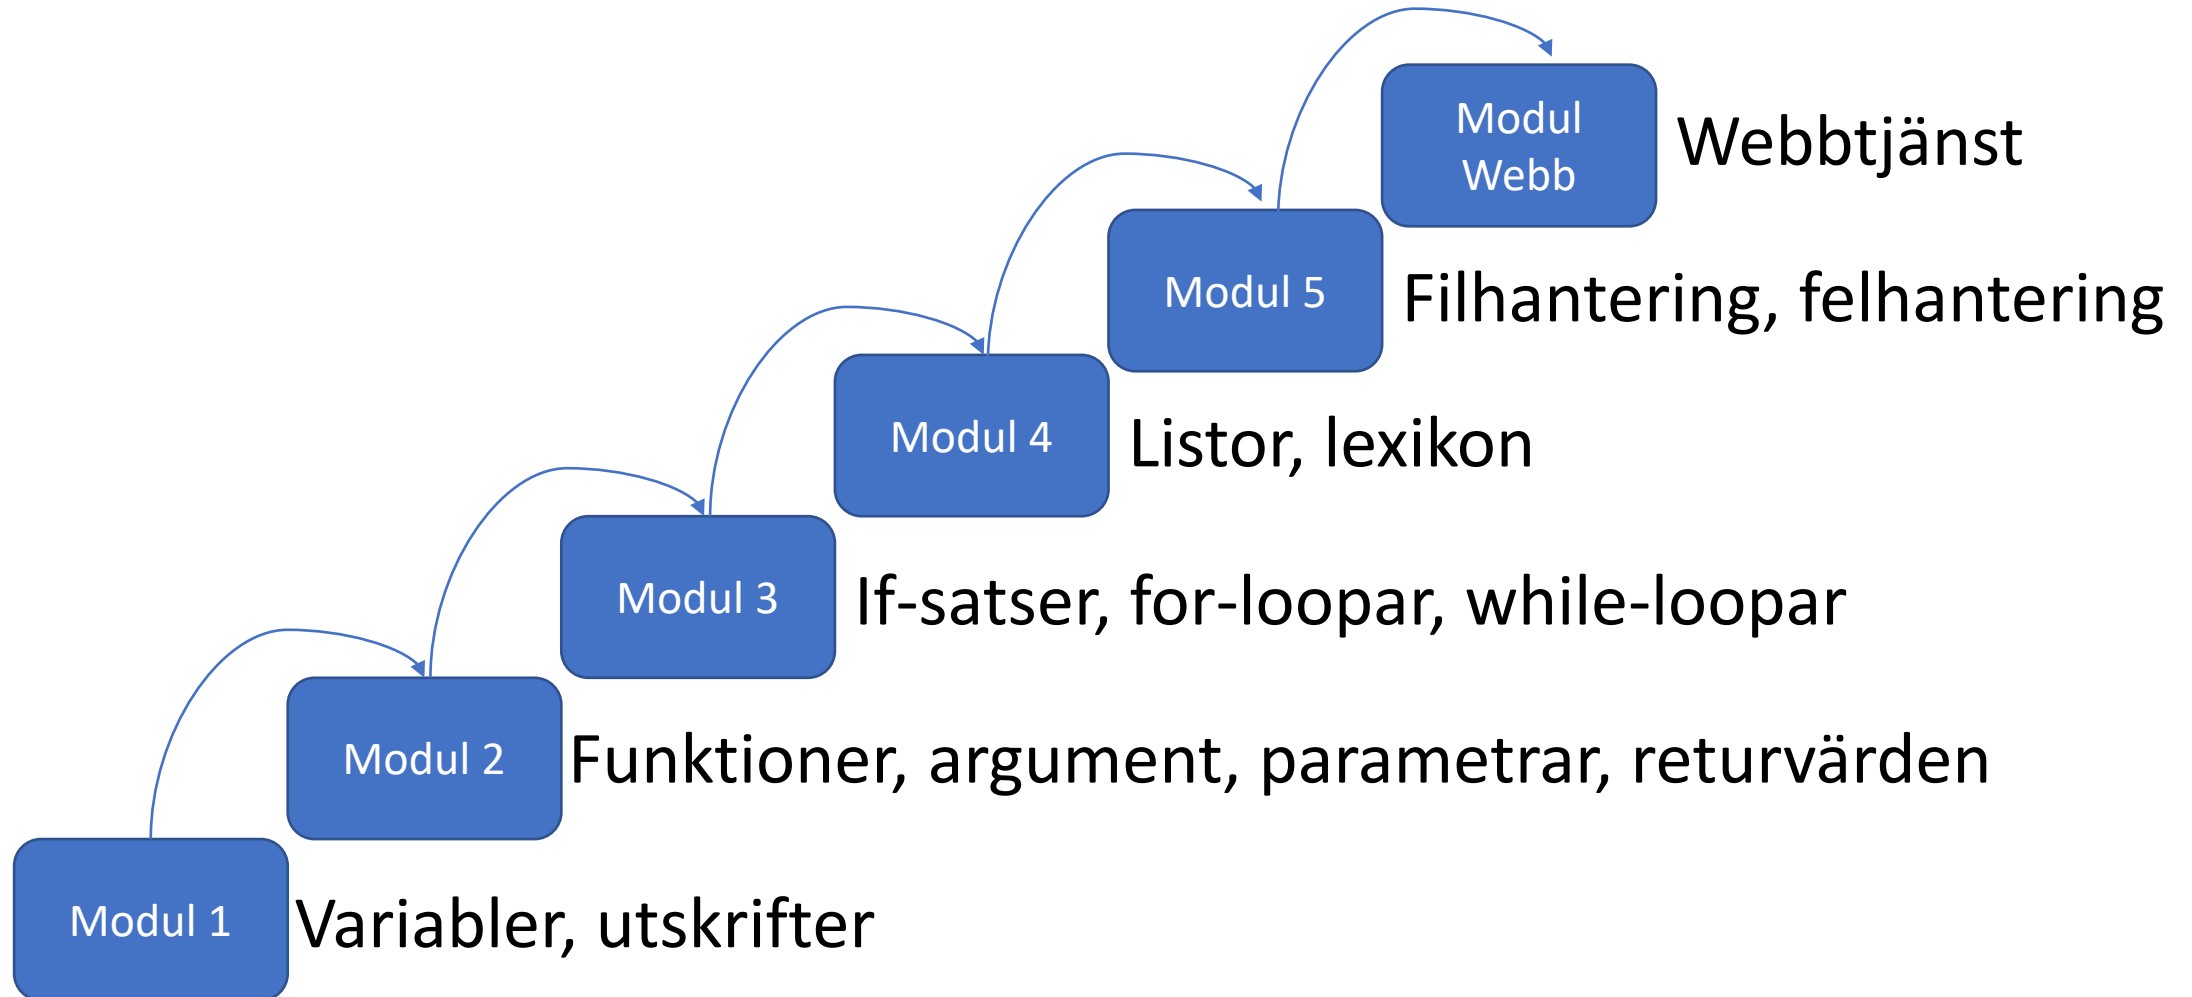 Modul
Webb
Webbtjänst
Modul 5
Filhantering, felhantering
Modul 4
Listor, lexikon
Modul 3
If-satser, for-loopar, while-loopar
Modul 2
Funktioner, argument, parametrar, returvärden
Modul 1
Variabler, utskrifter